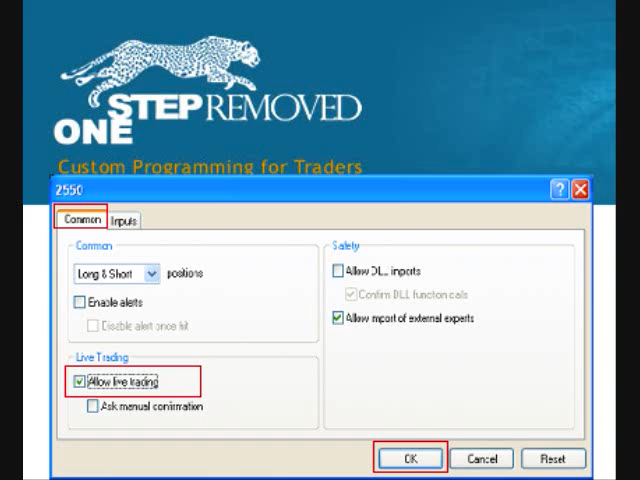 STEP REMOVED
ONE
Custom Programming for Traders
2550
Common Inputs
Common
Long & Short positions
Enable alerts
Disable alert once hit
Live Trading
Allow live trading
Ask manual confirmation
Safety
Allow DLL imports
Confirm DLL function calls
Allow import of external experts
OK Cancel Reset